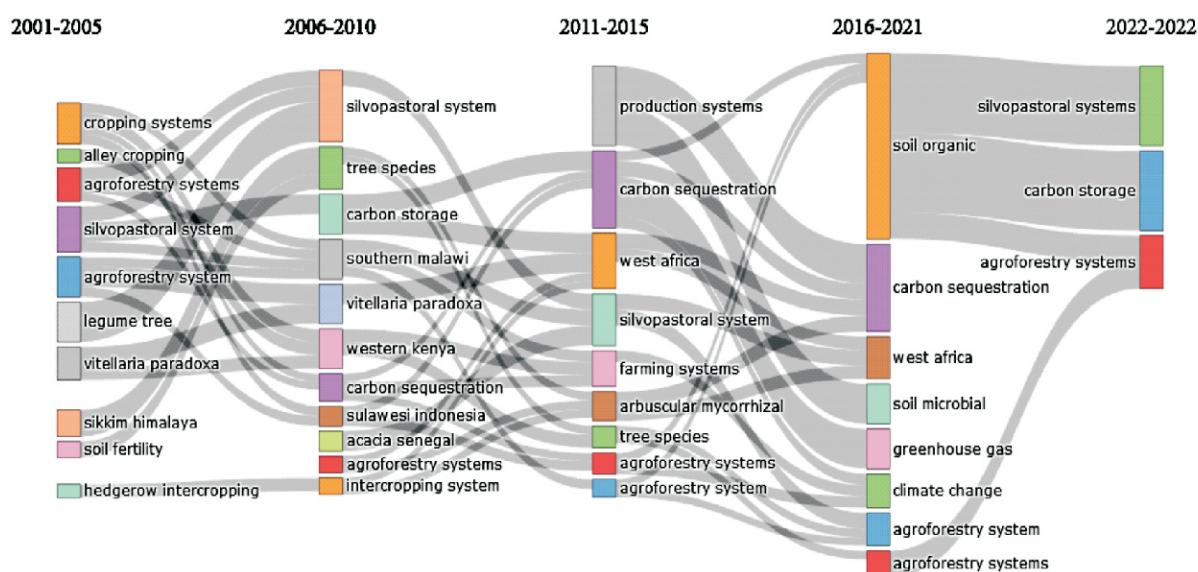 2001-2005
2006-2010
2011-2015
2016-2021
2022-2022
cropping systems
alley cropping
agroforestry systems
silvopastoral system
agroforestry system
legume tree
vitellaria paradoxa
sikkim himalaya
soil fertility
hedgerow intercropping
silvopastoral system
tree species
carbon storage
southern malawi
vitellaria paradoxa
western kenya
carbon sequestration
sulawesi indonesia
acacia senegal
agroforestry systems
intercropping system
production systems
carbon sequestration
west africa
silvopastoral system
farming systems
arbuscular mycorrhizal
tree species
agroforestry systems
agroforestry system
soil organic
carbon sequestration
west africa
soil microbial
greenhouse gas
climate change
agroforestry system
agroforestry systems
silvopastoral systems
carbon storage
agroforestry systems